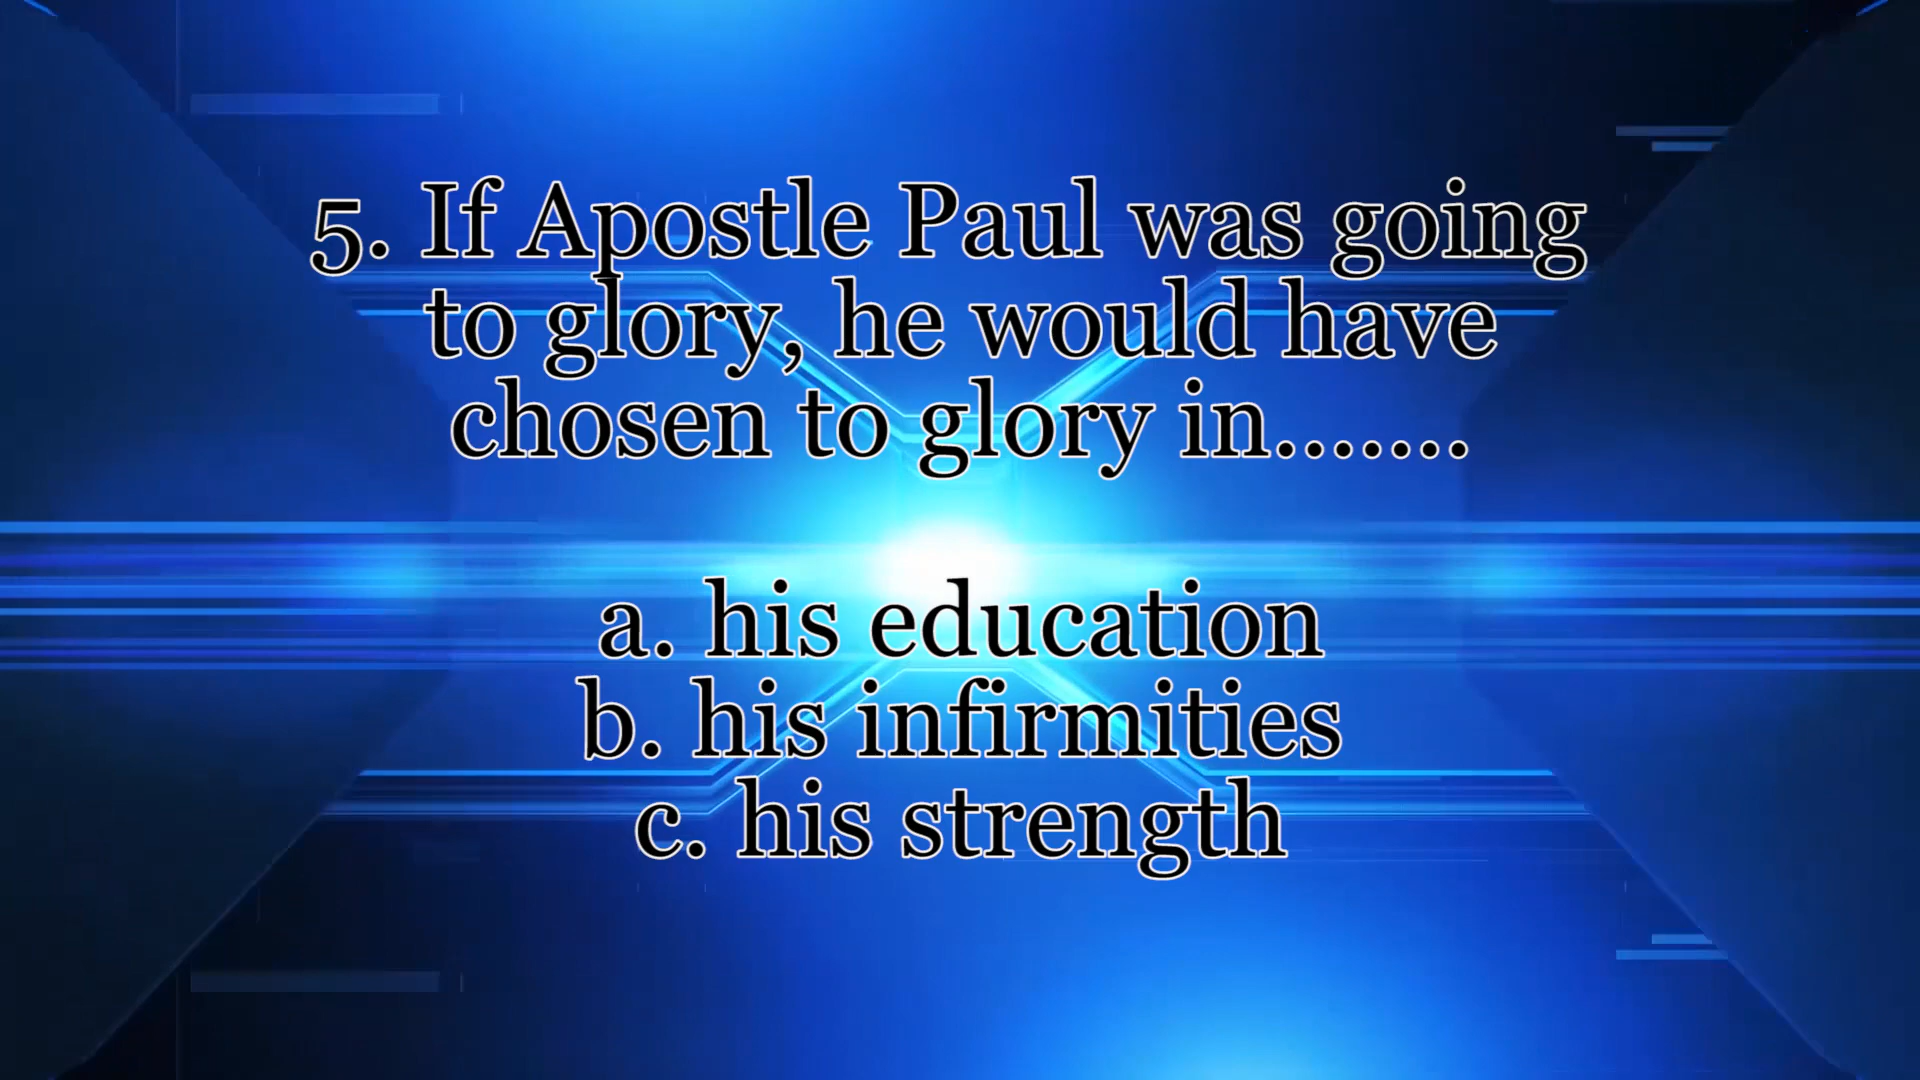 5. If Apostle Paul was going
to glory, he would have
chosen to glory in.......
a. his education
b. his infirmities
c. his strength